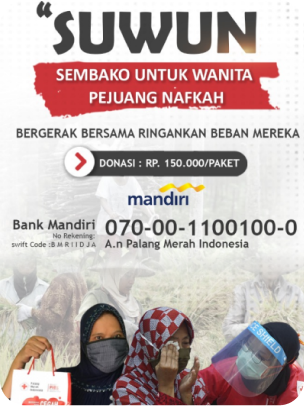 "SUWUN
SEMBAKO UNTUK WANITA
PEJUANG NAFKAH
BERGERAK BERSAMA RINGANKAN BEBAN MEREKA
DONASI : RP. 150.000/PAKET
mandiri
Bank Mandiri 070-00-1100100-0
No Rekening:
swift Code : B M R I I D J A A.n Palang Merah Indonesia